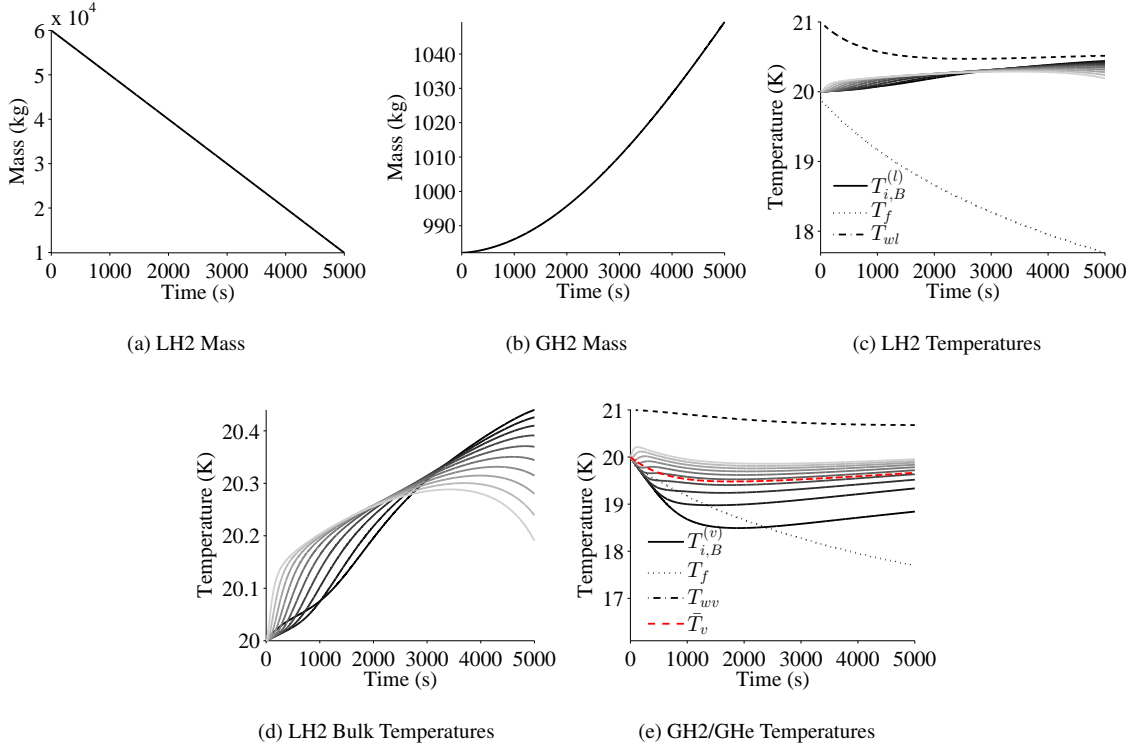 6 x 10^4
5
4
3
2
1
0 1000 2000 3000 4000 5000
Mass (kg)
Time (s)
(a) LH2 Mass
1040
1030
1020
1010
1000
990
0 1000 2000 3000 4000 5000
Mass (kg)
Time (s)
(b) GH2 Mass
21
20
19
18
0 1000 2000 3000 4000 5000
Temperature (K)
T_{i,B}^{(l)}
T_f
T_{wl}
Time (s)
(c) LH2 Temperatures
20.4
20.3
20.2
20.1
20
0 1000 2000 3000 4000 5000
Temperature (K)
Time (s)
(d) LH2 Bulk Temperatures
21
20
19
18
17
0 1000 2000 3000 4000 5000
Temperature (K)
T_{i,B}^{(v)}
T_f
T_{wv}
T̄_v
Time (s)
(e) GH2/GHe Temperatures